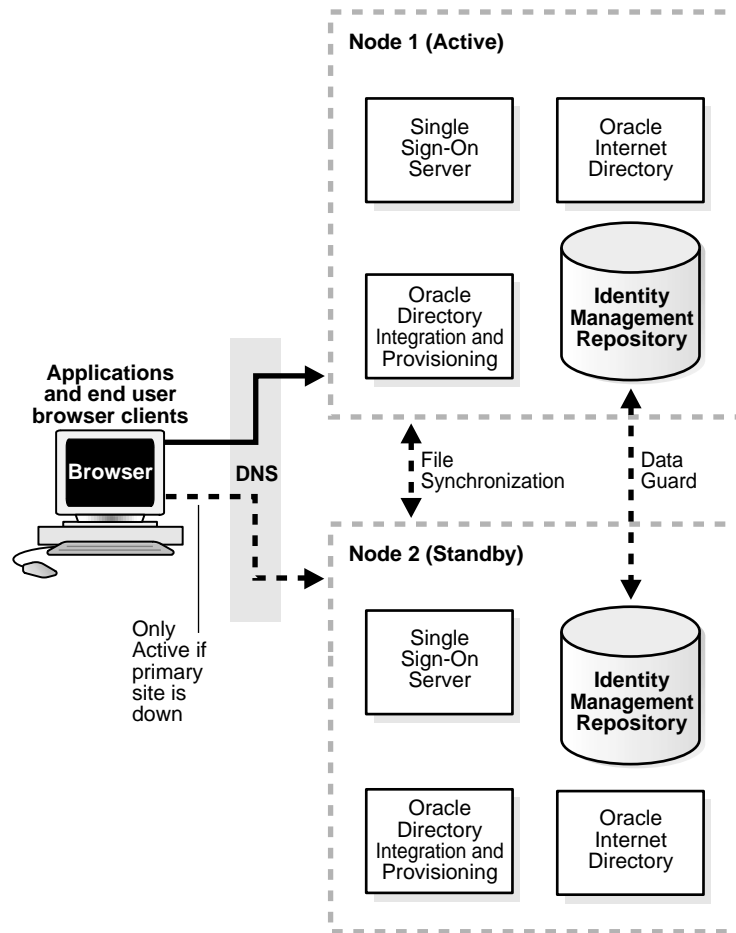 Node 1 (Active)
Single
Sign-On
Server
Oracle
Internet
Directory
Oracle
Directory
Integration and
Provisioning
Identity
Management
Repository
Applications
and end user
browser clients
Browser
DNS
File
Synchronization
Data
Guard
Only
Active if
primary
site is
down
Node 2 (Standby)
Single
Sign-On
Server
Identity
Management
Repository
Oracle
Directory
Integration and
Provisioning
Oracle
Internet
Directory